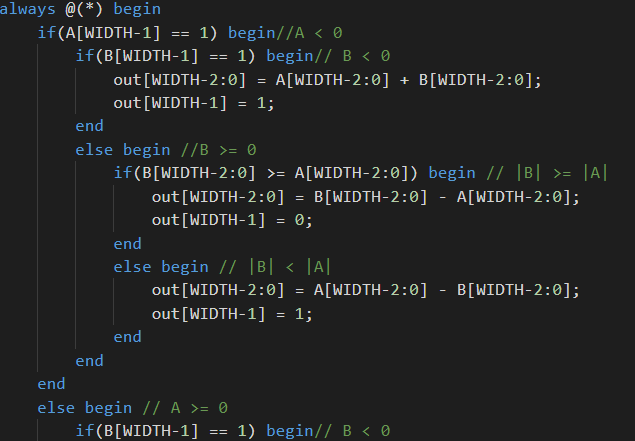 always @(*) begin
    if(A[WIDTH-1] == 1) begin//A < 0
        if(B[WIDTH-1] == 1) begin// B < 0
            out[WIDTH-2:0] = A[WIDTH-2:0] + B[WIDTH-2:0];
            out[WIDTH-1] = 1;
        end
        else begin //B >= 0
            if(B[WIDTH-2:0] >= A[WIDTH-2:0]) begin // |B| >= |A|
                out[WIDTH-2:0] = B[WIDTH-2:0] - A[WIDTH-2:0];
                out[WIDTH-1] = 0;
            end
            else begin // |B| < |A|
                out[WIDTH-2:0] = A[WIDTH-2:0] - B[WIDTH-2:0];
                out[WIDTH-1] = 1;
            end
        end
    end
    else begin // A >= 0
        if(B[WIDTH-1] == 1) begin// B < 0